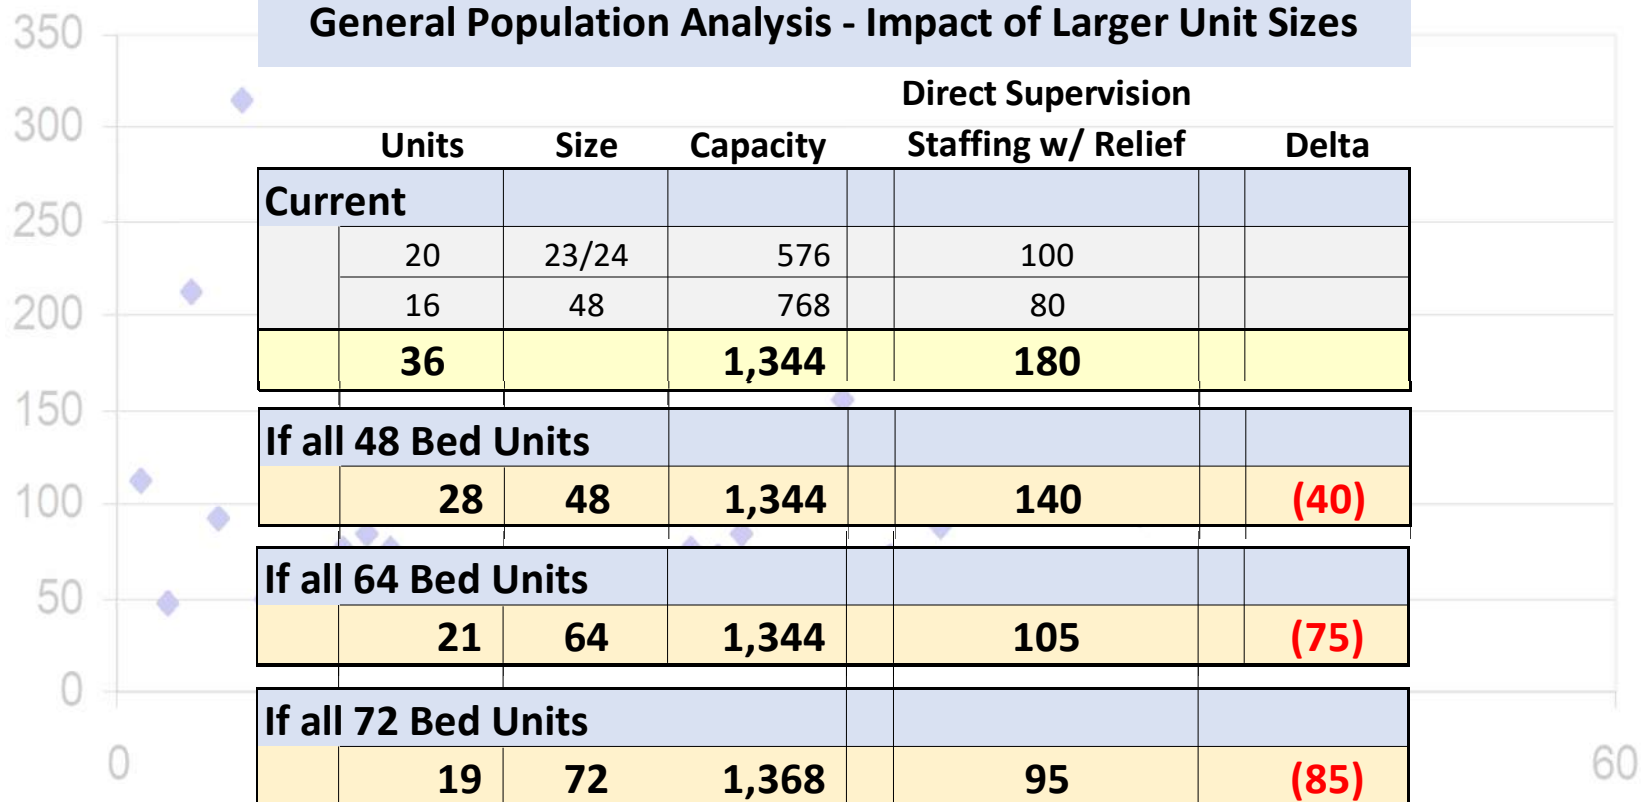 General Population Analysis - Impact of Larger Unit Sizes
Direct Supervision
Units Size Capacity Staffing w/ Relief Delta
Current
20 23/24 576 100
16 48 768 80
36 1,344 180
If all 48 Bed Units
28 48 1,344 140 (40)
If all 64 Bed Units
21 64 1,344 105 (75)
If all 72 Bed Units
19 72 1,368 95 (85)
350
300
250
200
150
100
50
0
0 60